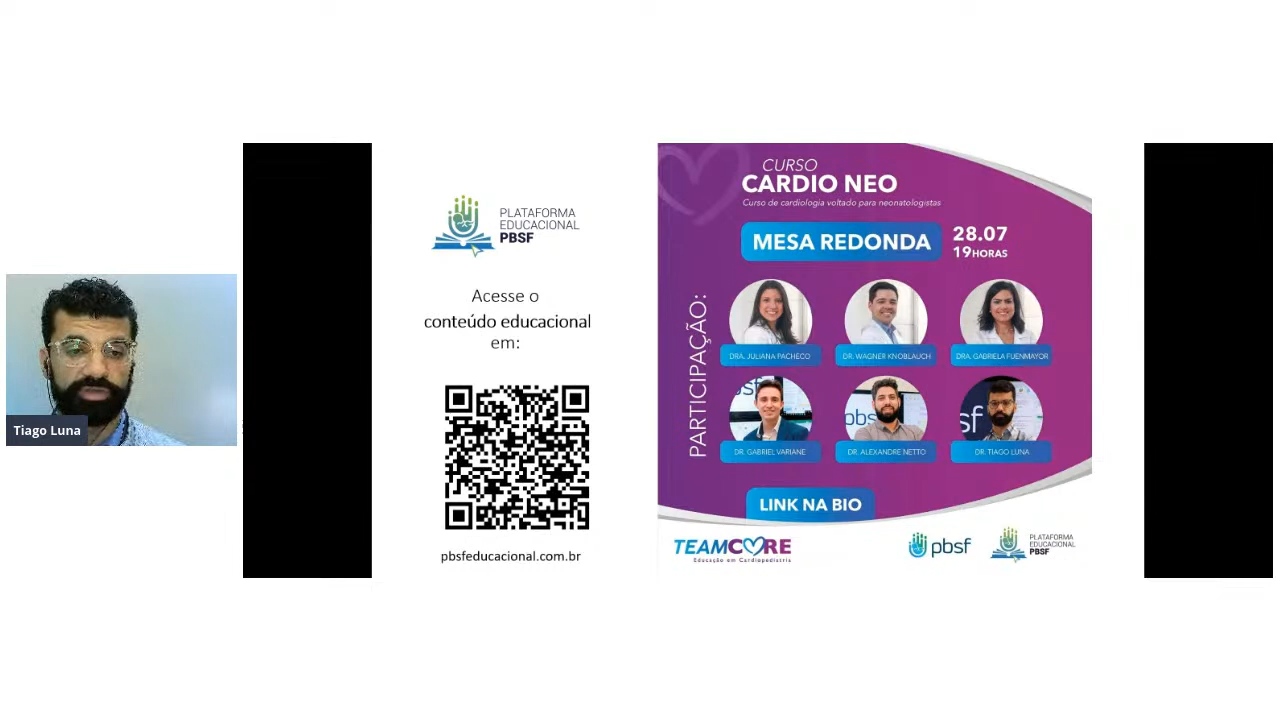 Tiago Luna
PLATAFORMA
EDUCACIONAL
PBSF
Acesse o
conteúdo educacional
em:
pbsfeducacional.com.br
CURSO
CARDIO NEO
Curso de cardiologia voltado para neonatologistas
MESA REDONDA
28.07
19HORAS
PARTICIPAÇÃO:
DRA. JULIANA PACHECO
DR. WAGNER KNOBLAUCH
DRA. GABRIELA FUENMAYOR
DR. GABRIEL VARIANE
DR. ALEXANDRE NETTO
DR. TIAGO LUNA
LINK NA BIO
TEAMCORE
Educação em Cardiopediatria
pbsf
PLATAFORMA
EDUCACIONAL
PBSF